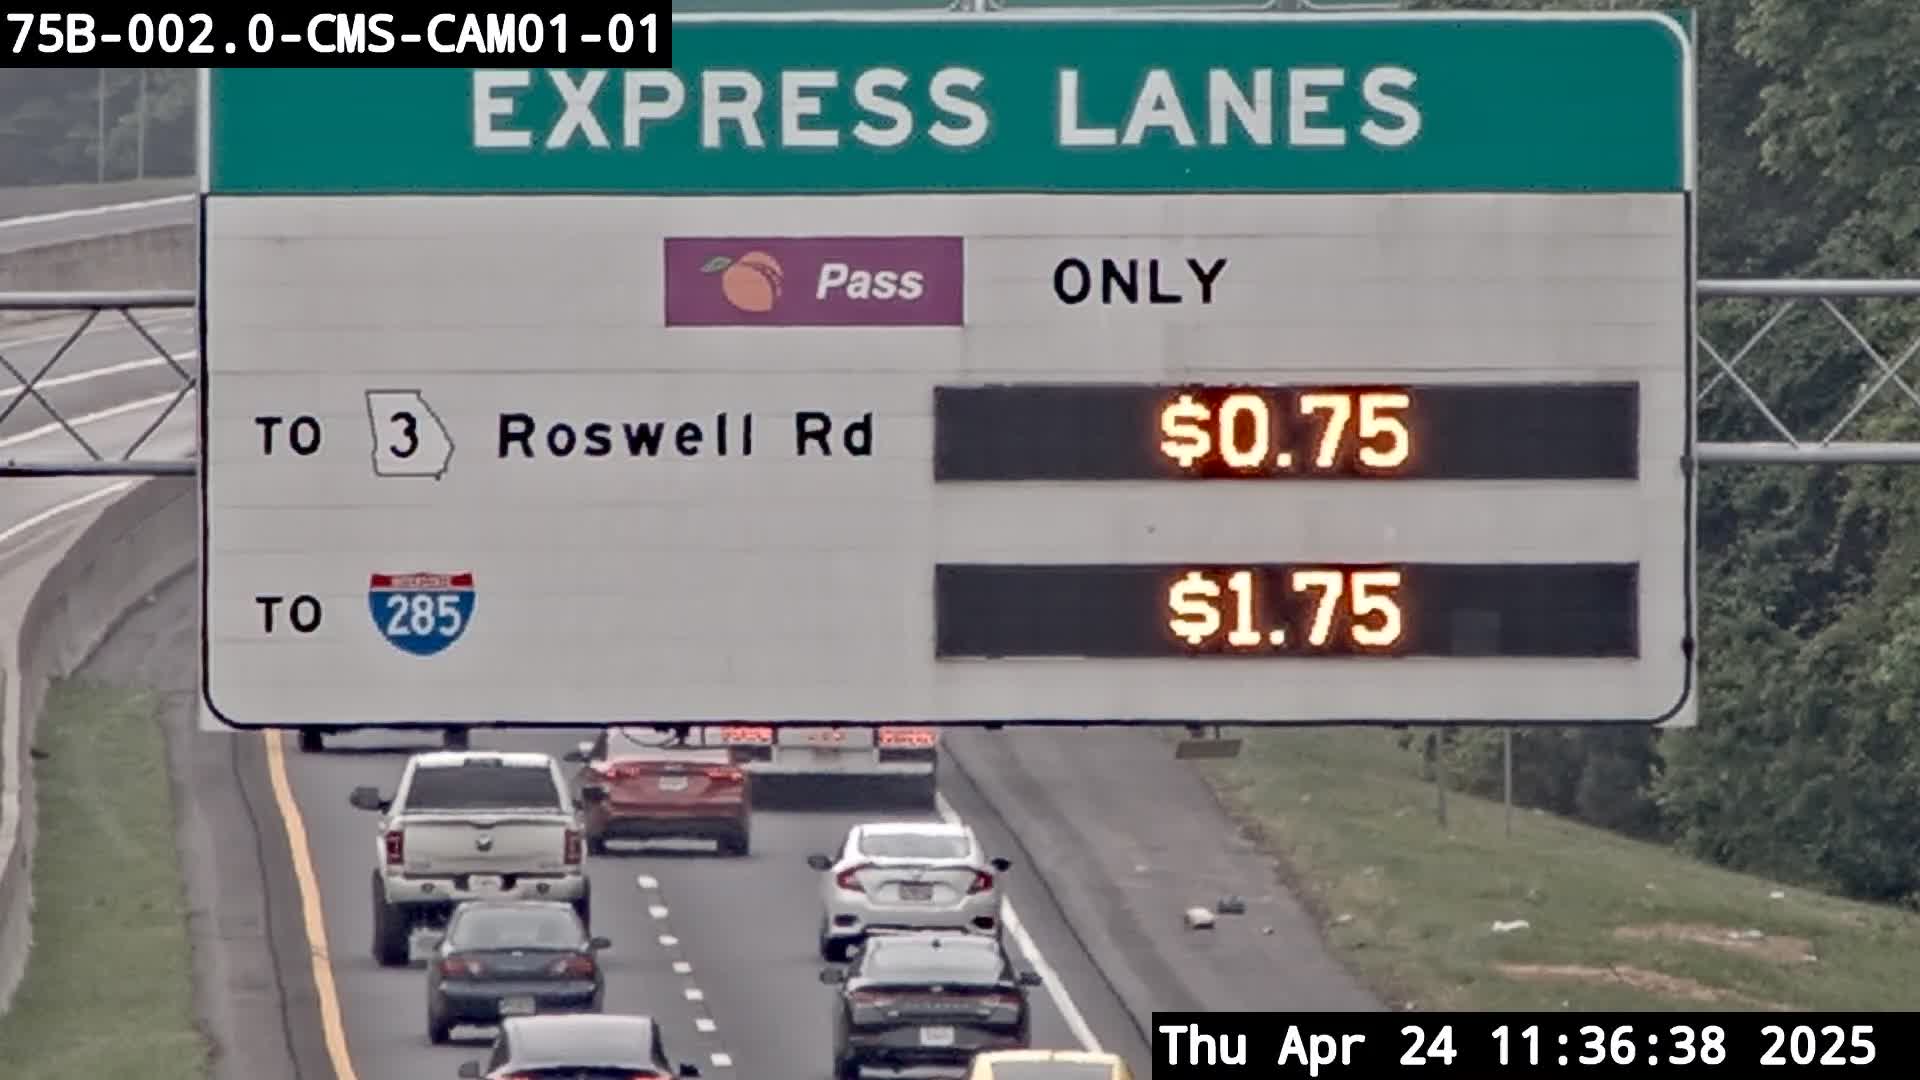 75B-002.0-CMS-CAM01-01
EXPRESS LANES
Pass ONLY
TO 3 Roswell Rd $0.75
TO 285 $1.75
Thu Apr 24 11:36:38 2025